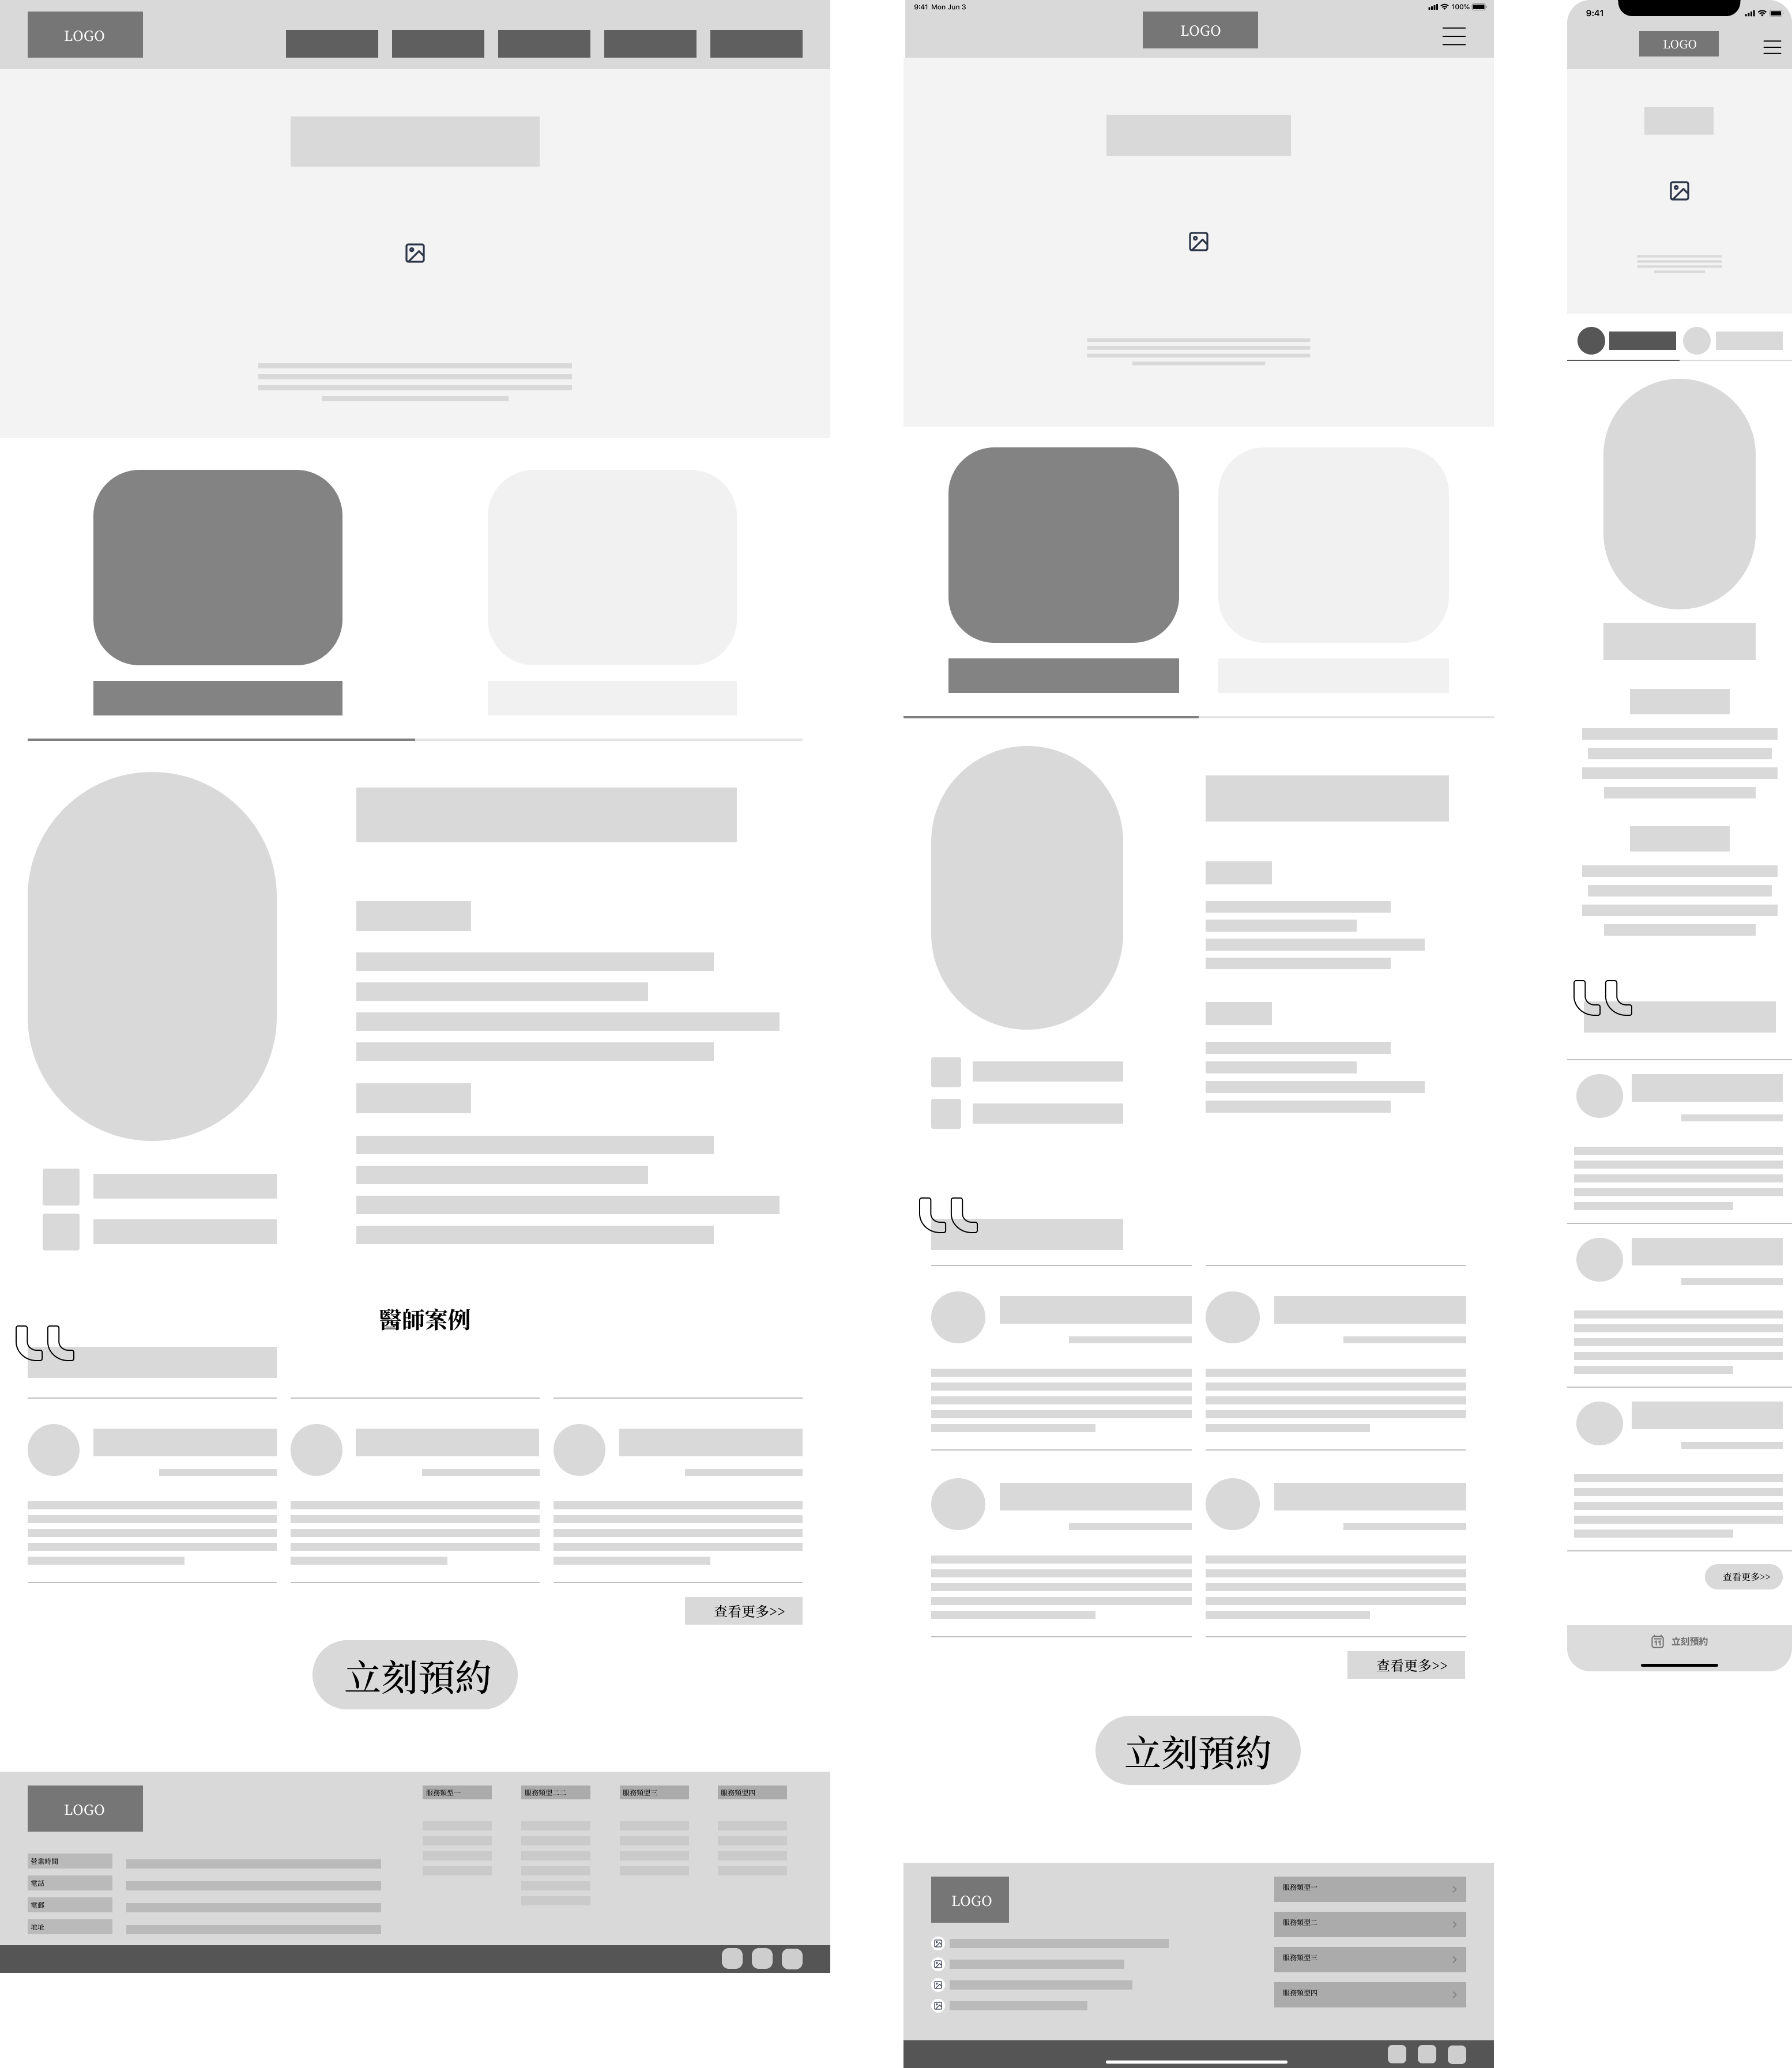 LOGO
醫師案例
查看更多>>
立刻預約
LOGO
服務類型一
服務類型二二
服務類型三
服務類型四
營業時間
電話
電郵
地址
9:41 Mon Jun 3
100%
LOGO
查看更多>>
立刻預約
LOGO
服務類型一
服務類型二
服務類型三
服務類型四
9:41
LOGO
查看更多>>
11 立刻預約